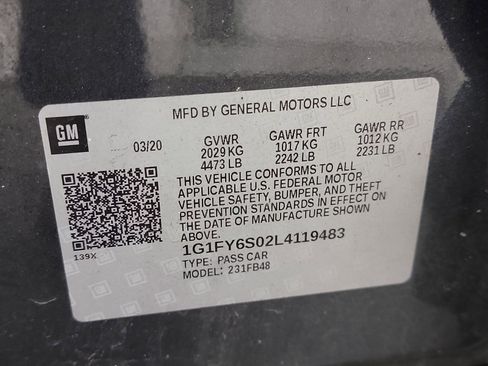 MFD BY GENERAL MOTORS LLC
GM
03/20 GVWR GAWR FRT GAWR RR
2029 KG 1017 KG 1012 KG
4473 LB 2242 LB 2231 LB
THIS VEHICLE CONFORMS TO ALL
APPLICABLE U.S. FEDERAL MOTOR
VEHICLE SAFETY, BUMPER, AND THEFT
PREVENTION STANDARDS IN EFFECT ON
THE DATE OF MANUFACTURE SHOWN
ABOVE.
139X
1G1FY6S02L4119483
TYPE: PASS CAR
MODEL: 231FB48